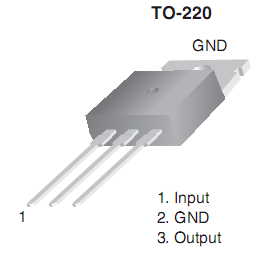 TO-220
GND
1
1. Input
2. GND
3. Output